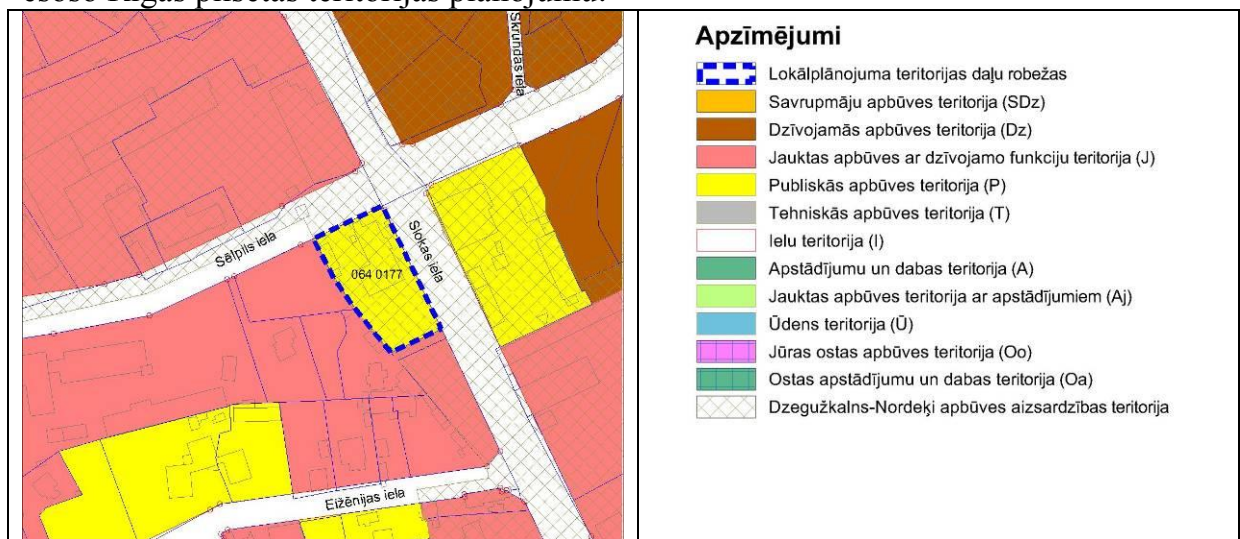 esošo Rīgas pilsētas teritorijas plānojumu.
Skrundas iela
Sēlpils iela
Slokas iela
064 0177
Eižēnijas iela
Apzīmējumi
Lokālplānojuma teritorijas daļu robežas
Savrupmāju apbūves teritorija (SDz)
Dzīvojamās apbūves teritorija (Dz)
Jauktas apbūves ar dzīvojamo funkciju teritorija (J)
Publiskās apbūves teritorija (P)
Tehniskās apbūves teritorija (T)
Ielu teritorija (I)
Apstādījumu un dabas teritorija (A)
Jauktas apbūves teritorija ar apstādījumiem (Aj)
Ūdens teritorija (Ū)
Jūras ostas apbūves teritorija (Oo)
Ostas apstādījumu un dabas teritorija (Oa)
Dzegužkalns-Nordeķi apbūves aizsardzības teritorija